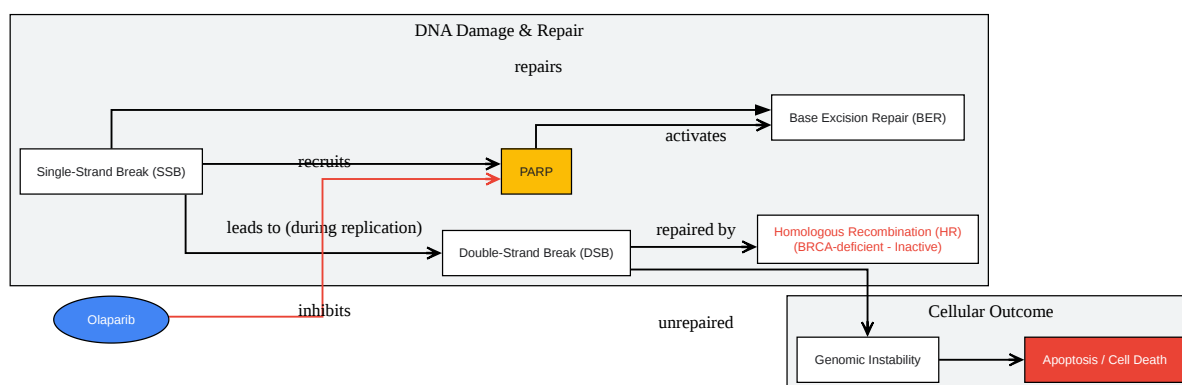 DNA Damage & Repair
repairs
Base Excision Repair (BER)
activates
Single-Strand Break (SSB)
recruits
PARP
leads to (during replication)
Double-Strand Break (DSB)
repaired by
Homologous Recombination (HR)
(BRCA-deficient - Inactive)
Olaparib
inhibits
unrepaired
Cellular Outcome
Genomic Instability
Apoptosis / Cell Death